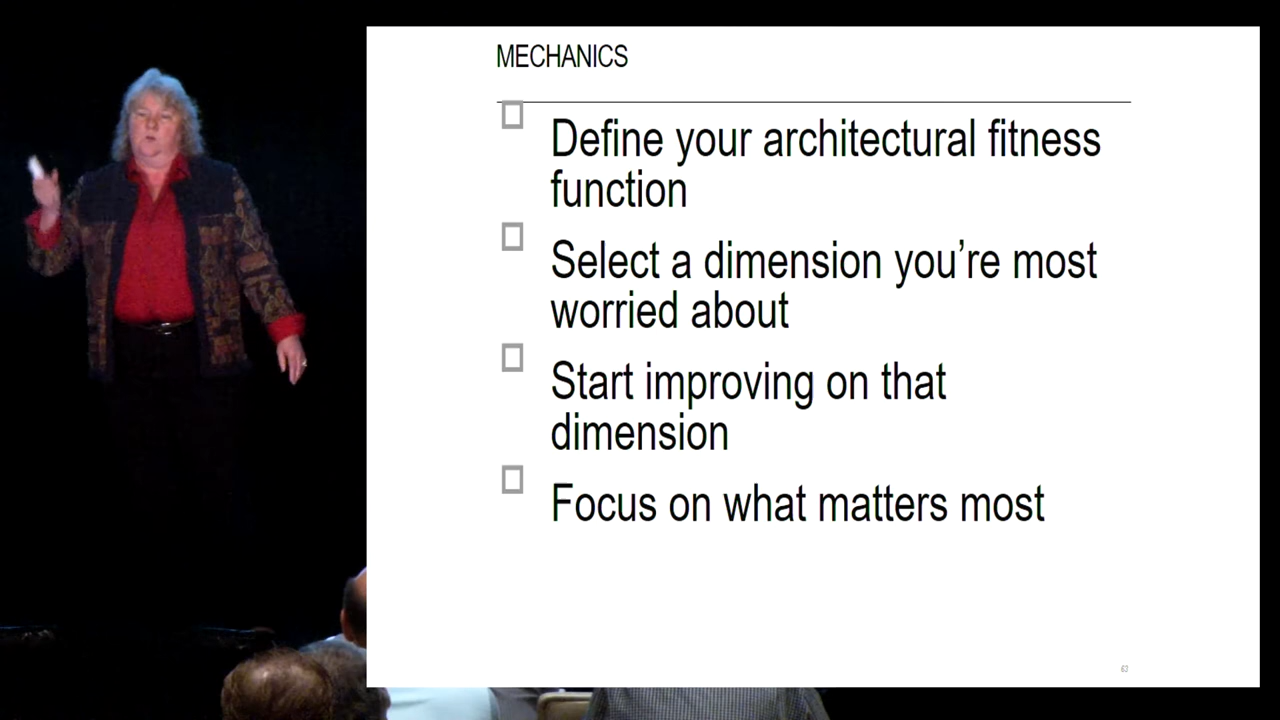 MECHANICS
Define your architectural fitness
function
Select a dimension you're most
worried about
Start improving on that
dimension
Focus on what matters most